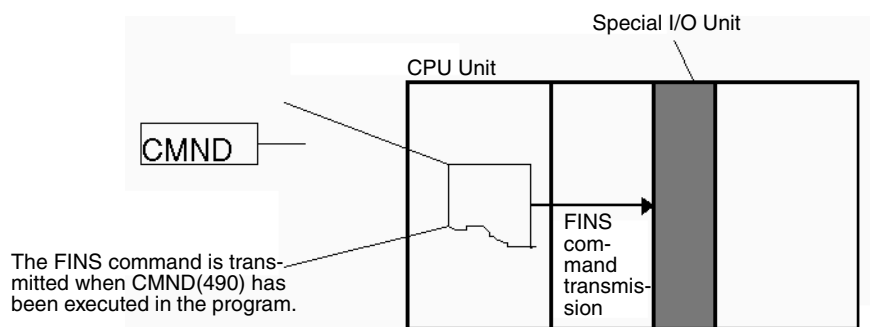 Special I/O Unit
CPU Unit
CMND
FINS
com-
mand
transmis-
sion
The FINS command is trans-
mitted when CMND(490) has
been executed in the program.